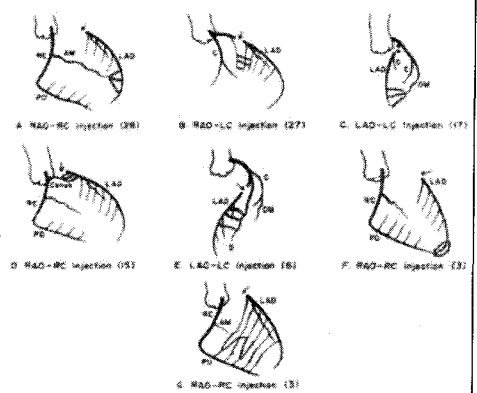 RC AM LAD
PD
A. RAO-RC Injection (28)
C LAD
B. RAO-LC Injection (27)
LAD C OM
C. LAO-LC Injection (17)
Conus LAD
RC
PD
D. RAO-RC Injection (15)
C
LAD OM
D
E. LAO-LC Injection (6)
LAD
RC
PD
F. RAO-RC Injection (3)
RC AM LAD
PD
G. RAO-RC Injection (3)